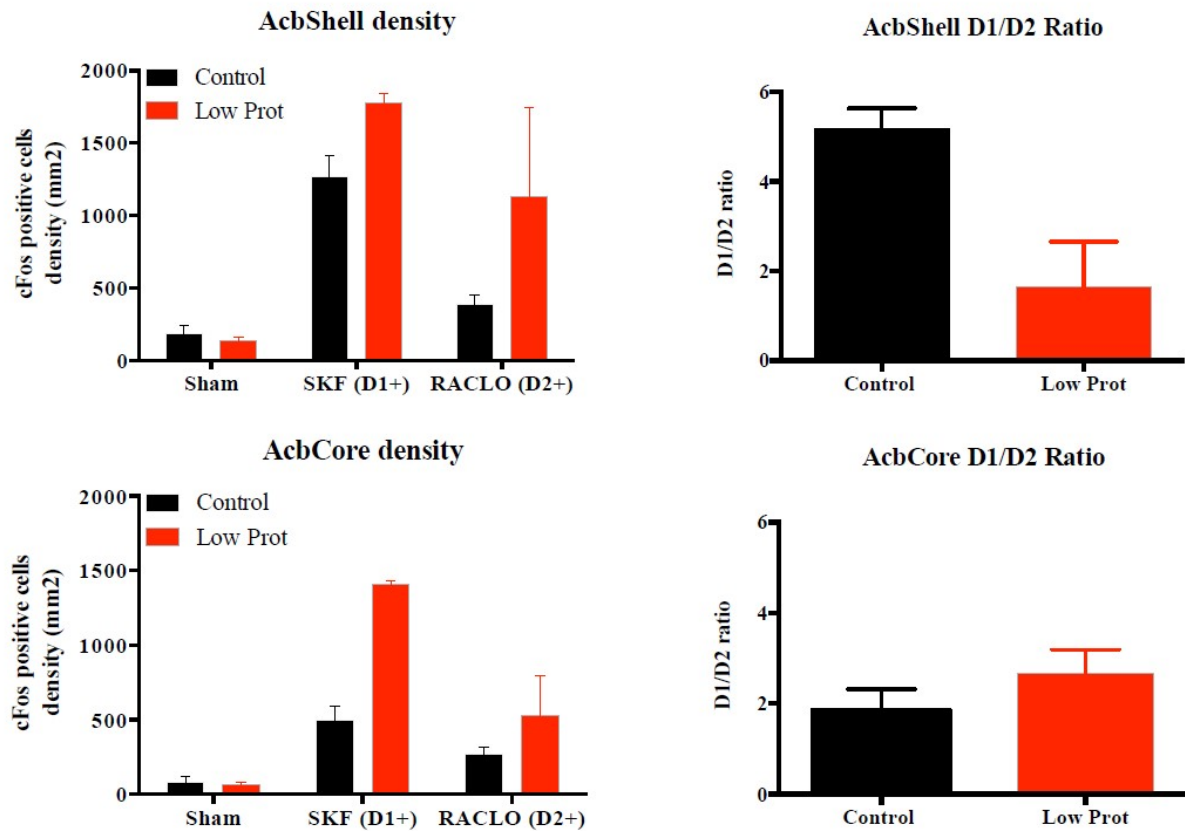 AcbShell density
2000
1500
1000
500
0
cFos positive cells
density (mm2)
Control
Low Prot
Sham
SKF (D1+)
RACLO (D2+)
AcbShell D1/D2 Ratio
6
4
2
0
D1/D2 ratio
Control
Low Prot
AcbCore density
2000
1500
1000
500
0
cFos positive cells
density (mm2)
Control
Low Prot
Sham
SKF (D1+)
RACLO (D2+)
AcbCore D1/D2 Ratio
6
4
2
0
D1/D2 ratio
Control
Low Prot